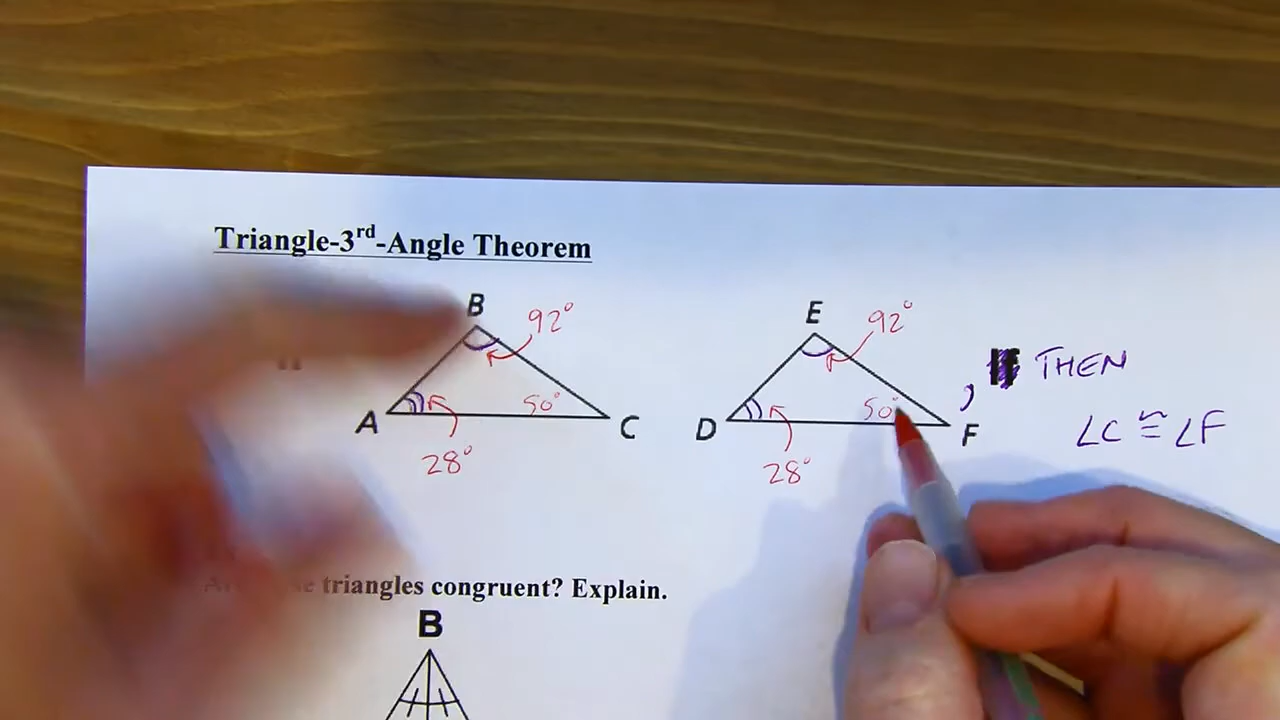 Triangle-3rd-Angle Theorem
B 92° E 92°
50° 50° , THEN
A C D F ∠C ≅ ∠F
28° 28°
triangles congruent? Explain.
B